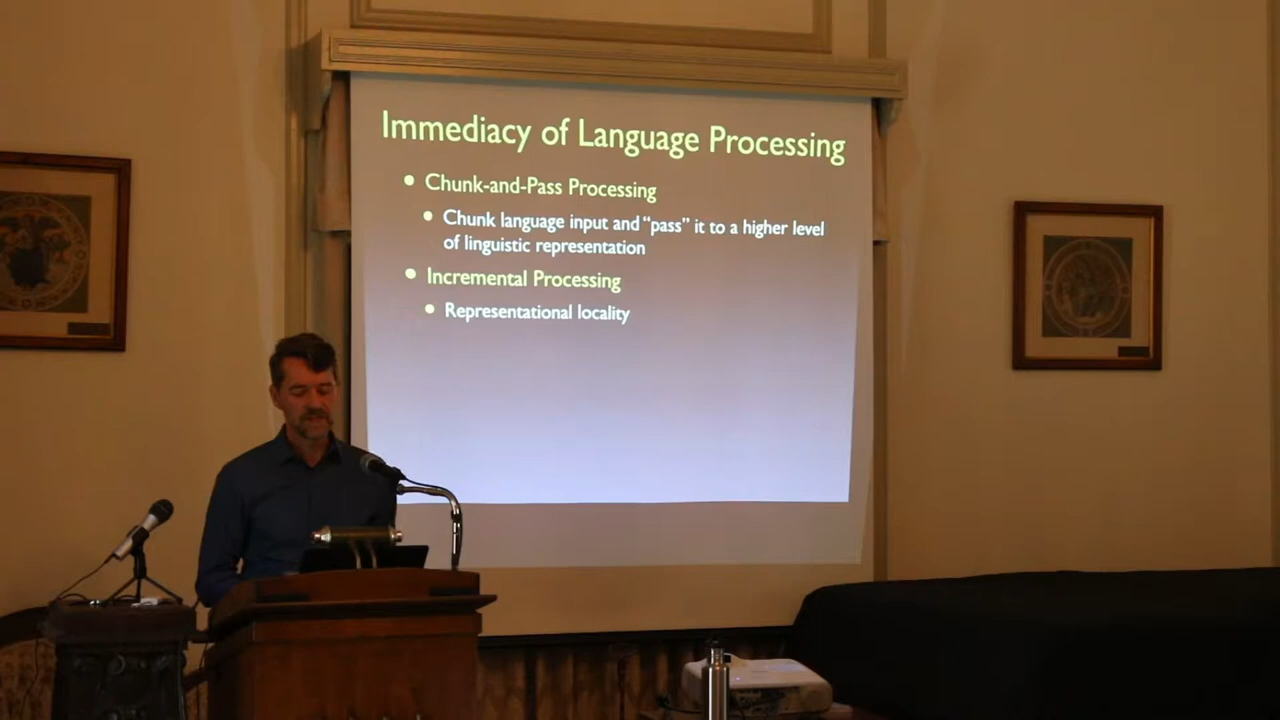 Immediacy of Language Processing
Chunk-and-Pass Processing
Chunk language input and “pass” it to a higher level
of linguistic representation
Incremental Processing
Representational locality